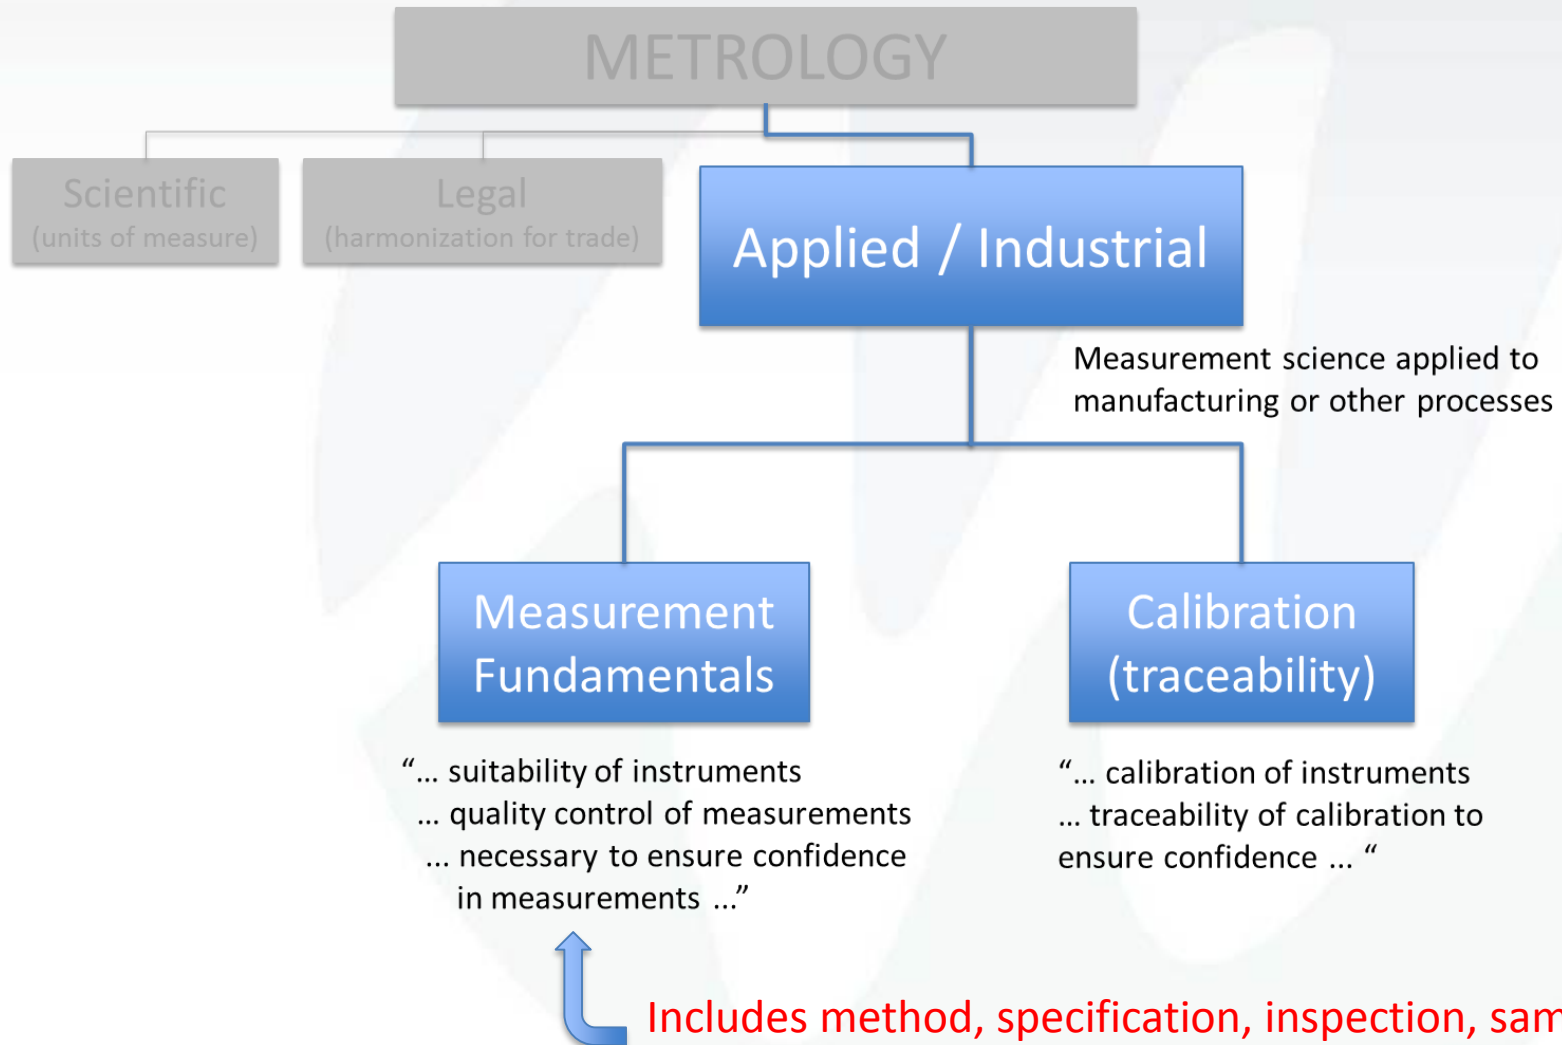 METROLOGY
Scientific
(units of measure)
Legal
(harmonization for trade)
Applied / Industrial
Measurement science applied to
manufacturing or other processes
Measurement
Fundamentals
Calibration
(traceability)
“... suitability of instruments
... quality control of measurements
... necessary to ensure confidence
in measurements ...”
“... calibration of instruments
... traceability of calibration to
ensure confidence ... “
Includes method, specification, inspection,